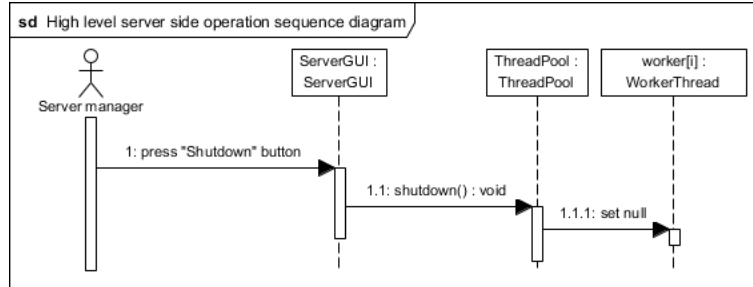 sd High level server side operation sequence diagram
Server manager
ServerGUI :
ServerGUI
ThreadPool :
ThreadPool
worker[i] :
WorkerThread
1: press "Shutdown" button
1.1: shutdown() : void
1.1.1: set null